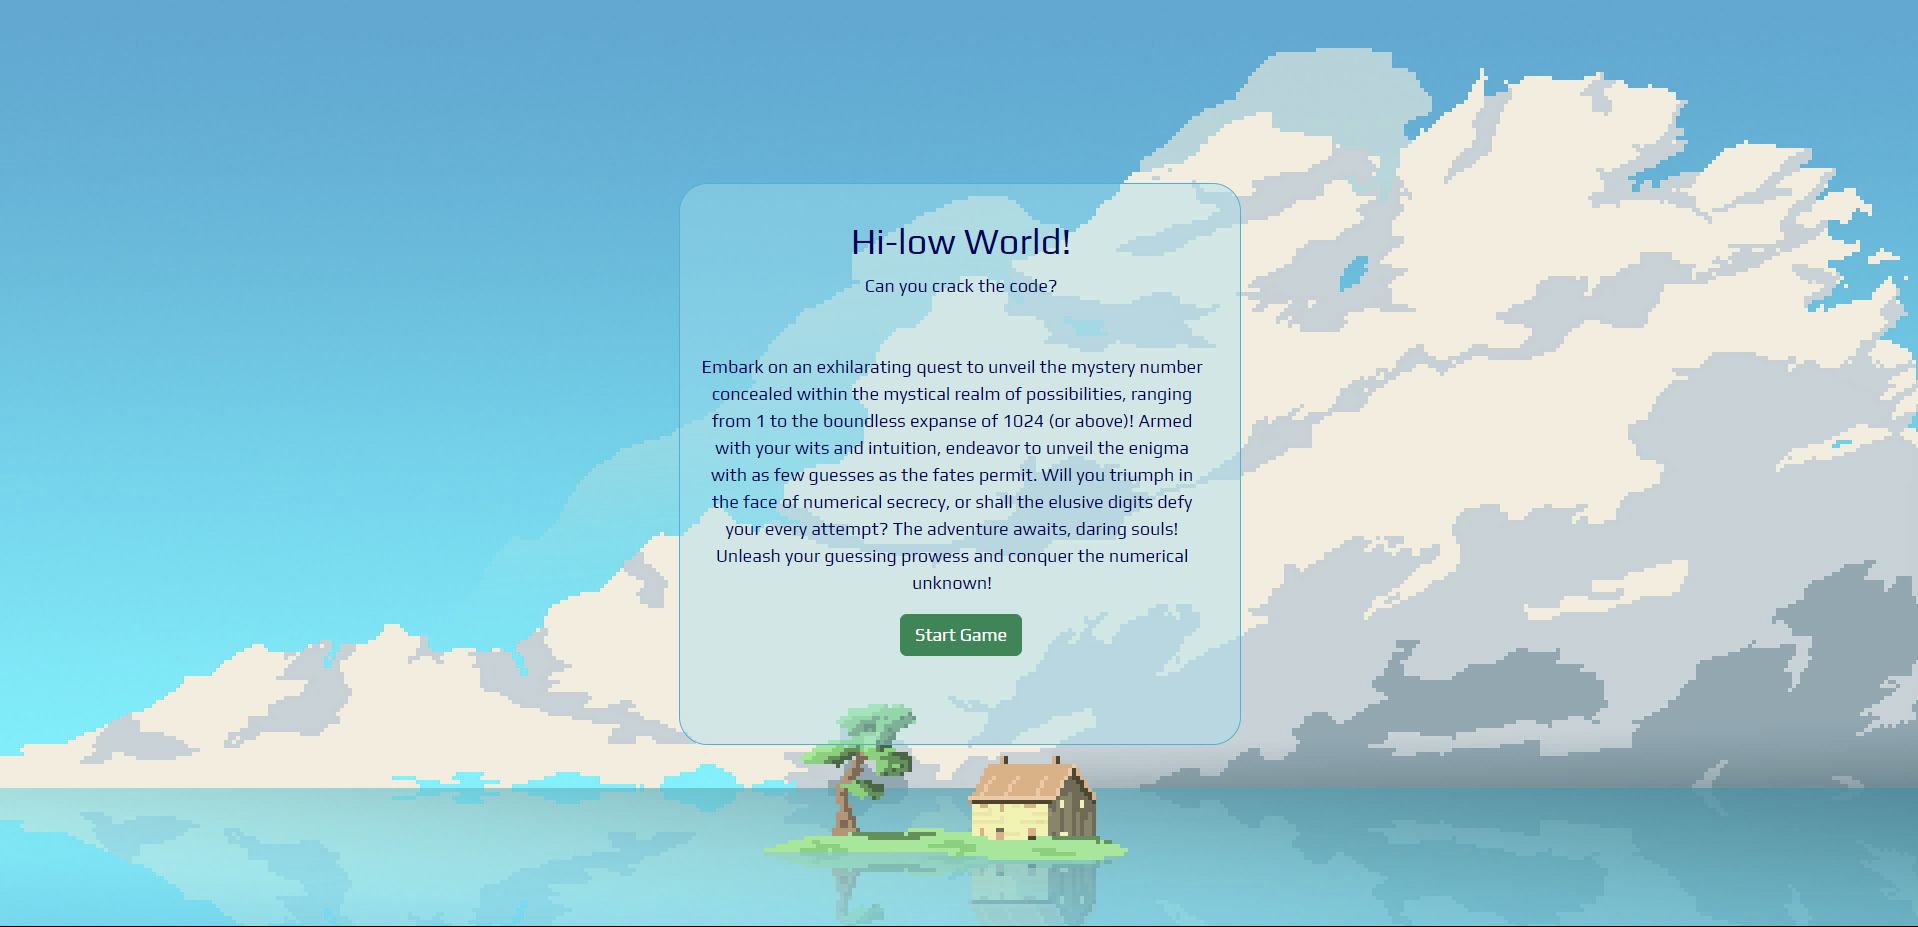 Hi-low World!
Can you crack the code?
Embark on an exhilarating quest to unveil the mystery number
concealed within the mystical realm of possibilities, ranging
from 1 to the boundless expanse of 1024 (or above)! Armed
with your wits and intuition, endeavor to unveil the enigma
with as few guesses as the fates permit. Will you triumph in
the face of numerical secrecy, or shall the elusive digits defy
your every attempt? The adventure awaits, daring souls!
Unleash your guessing prowess and conquer the numerical
unknown!
Start Game